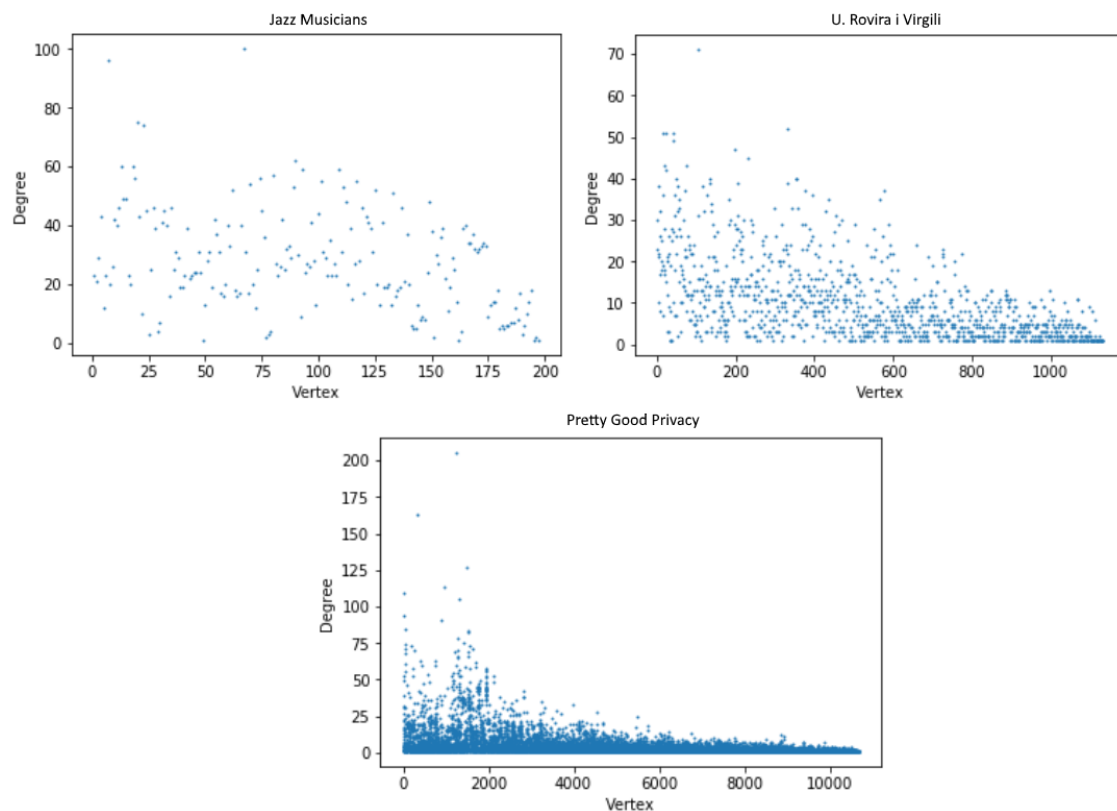 Jazz Musicians
100
80
60
40
20
0
Degree
0 25 50 75 100 125 150 175 200
Vertex
U. Rovira i Virgili
70
60
50
40
30
20
10
0
Degree
0 200 400 600 800 1000
Vertex
Pretty Good Privacy
200
175
150
125
100
75
50
25
0
Degree
0 2000 4000 6000 8000 10000
Vertex